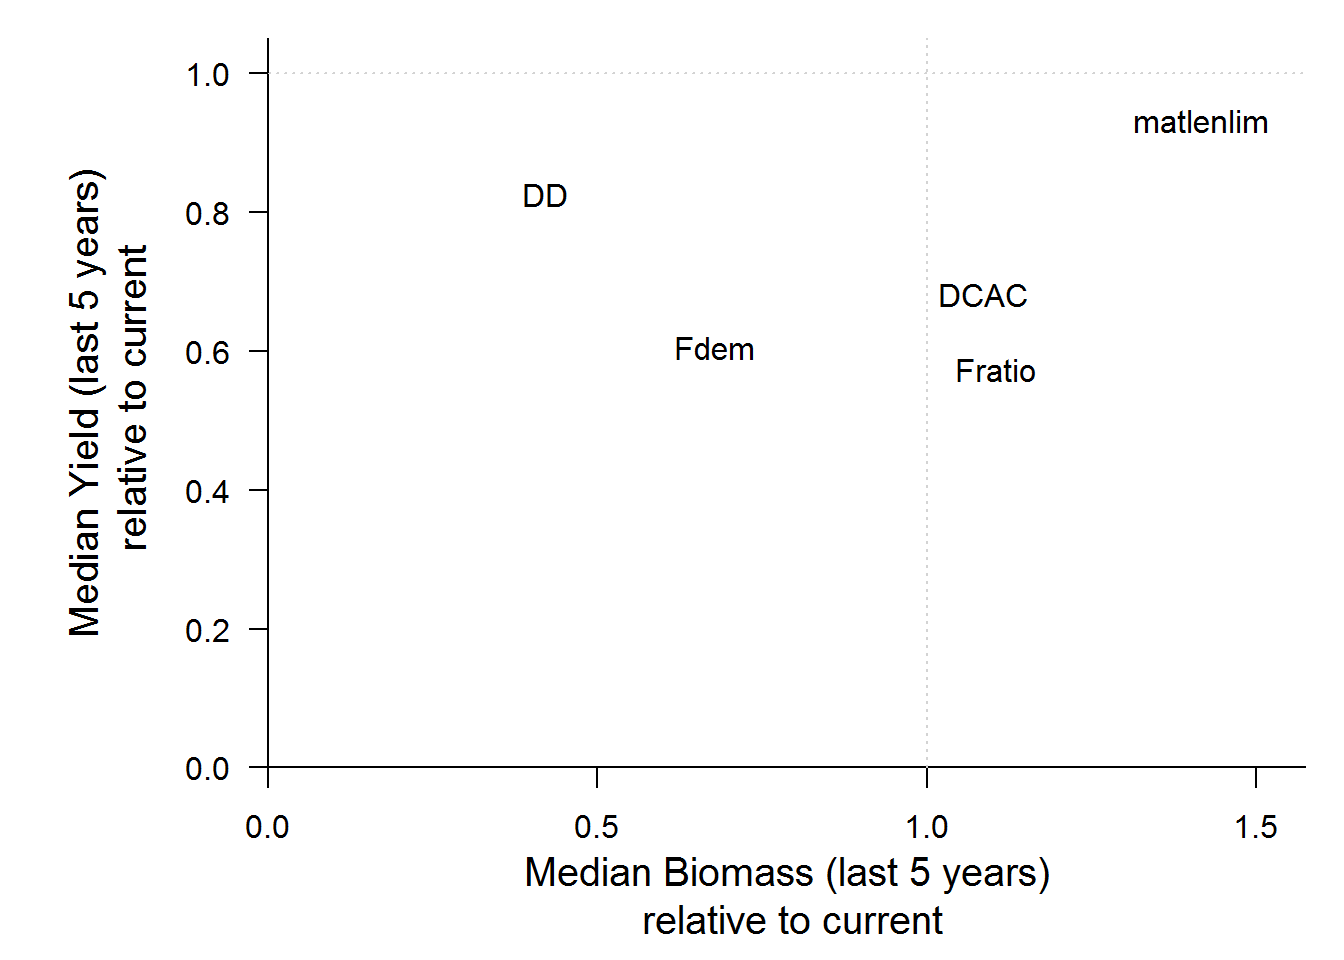 Median Yield (last 5 years)
relative to current
1.0
0.8
0.6
0.4
0.2
0.0
matlenlim
DD
DCAC
Fdem
Fratio
0.0
0.5
1.0
1.5
Median Biomass (last 5 years)
relative to current